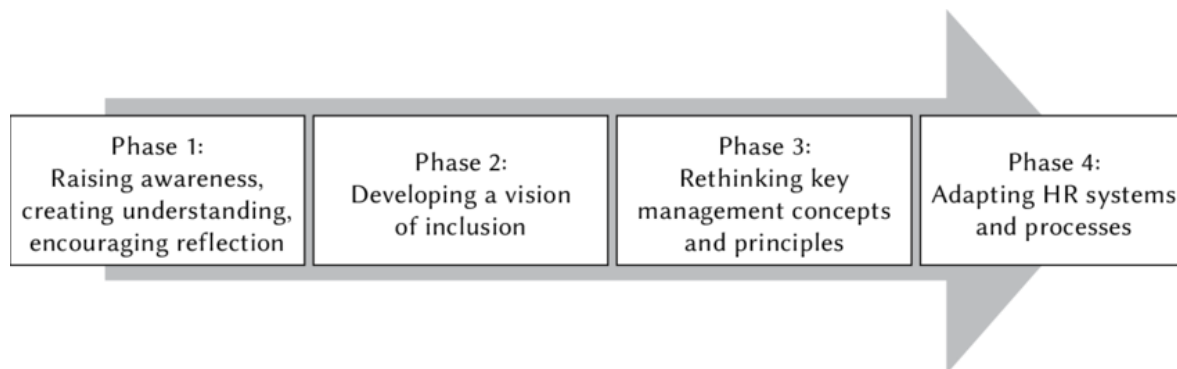 Phase 1:
Raising awareness,
creating understanding,
encouraging reflection
Phase 2:
Developing a vision
of inclusion
Phase 3:
Rethinking key
management concepts
and principles
Phase 4:
Adapting HR systems
and processes